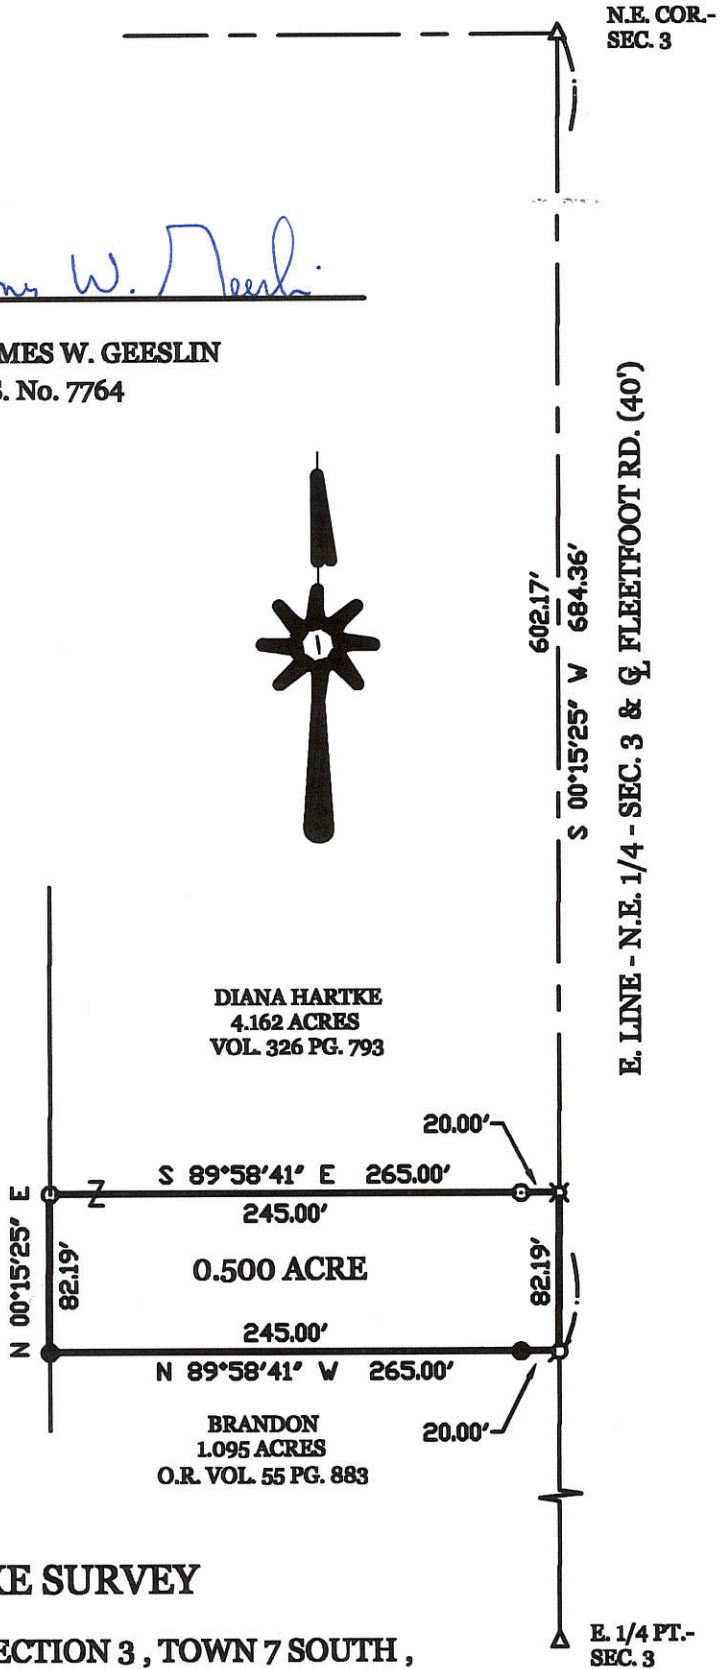 N.E. COR.-
SEC. 3
W. Geeslin
MES W. GEESLIN
S. No. 7764
E. LINE - N.E. 1/4 - SEC. 3 & ℄ FLEETFOOT RD. (40')
602.17'
S 00°15'25" W 684.36'
DIANA HARTKE
4.162 ACRES
VOL. 326 PG. 793
20.00'
S 89°58'41" E 265.00'
245.00'
N 00°15'25" E
82.19'
0.500 ACRE
82.19'
245.00'
N 89°58'41" W 265.00'
20.00'
BRANDON
1.095 ACRES
O.R. VOL. 55 PG. 883
KE SURVEY
ECTION 3 , TOWN 7 SOUTH ,
E. 1/4 PT.-
SEC. 3